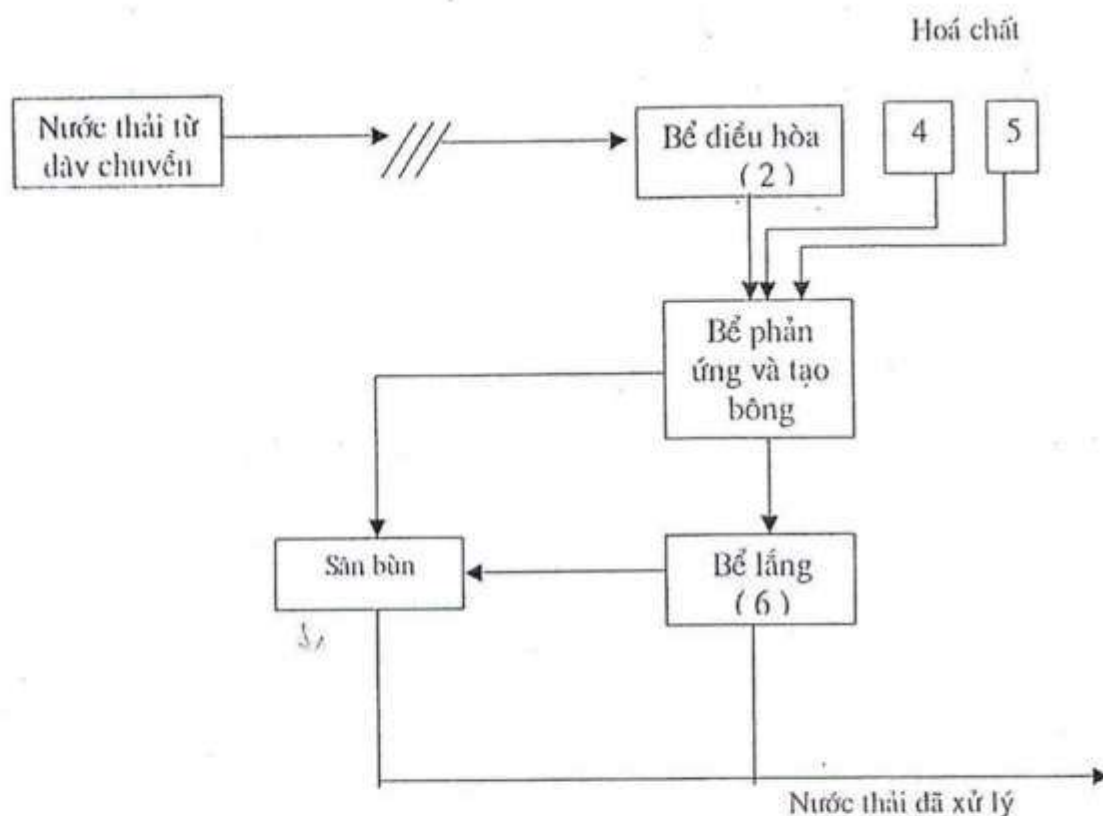 Hoá chất
Nước thải từ
dây chuyền
Bể điều hòa
( 2 )
4
5
Bể phản
ứng và tạo
bông
Sân bùn
Bể lắng
( 6 )
Nước thải đã xử lý